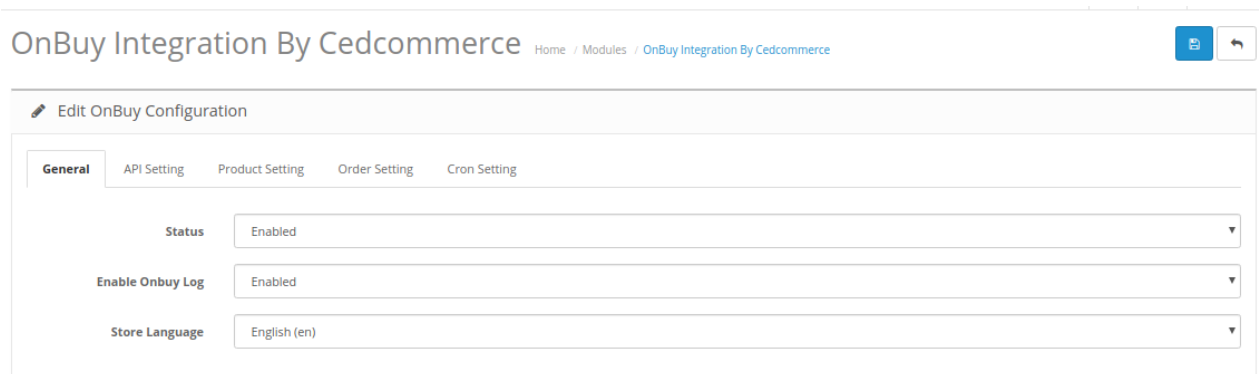 OnBuy Integration By Cedcommerce Home / Modules / OnBuy Integration By Cedcommerce
Edit OnBuy Configuration
General API Setting Product Setting Order Setting Cron Setting
Status Enabled
Enable Onbuy Log Enabled
Store Language English (en)